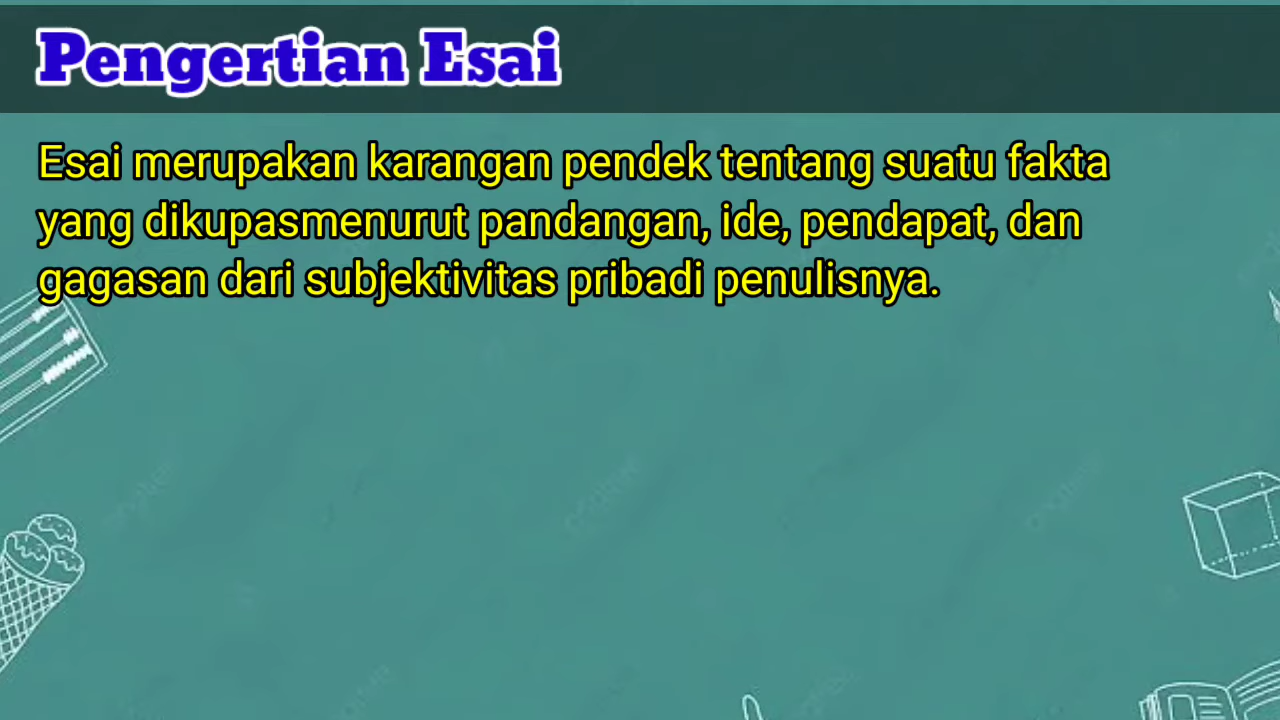 Pengertian Esai
Esai merupakan karangan pendek tentang suatu fakta
yang dikupasmenurut pandangan, ide, pendapat, dan
gagasan dari subjektivitas pribadi penulisnya.